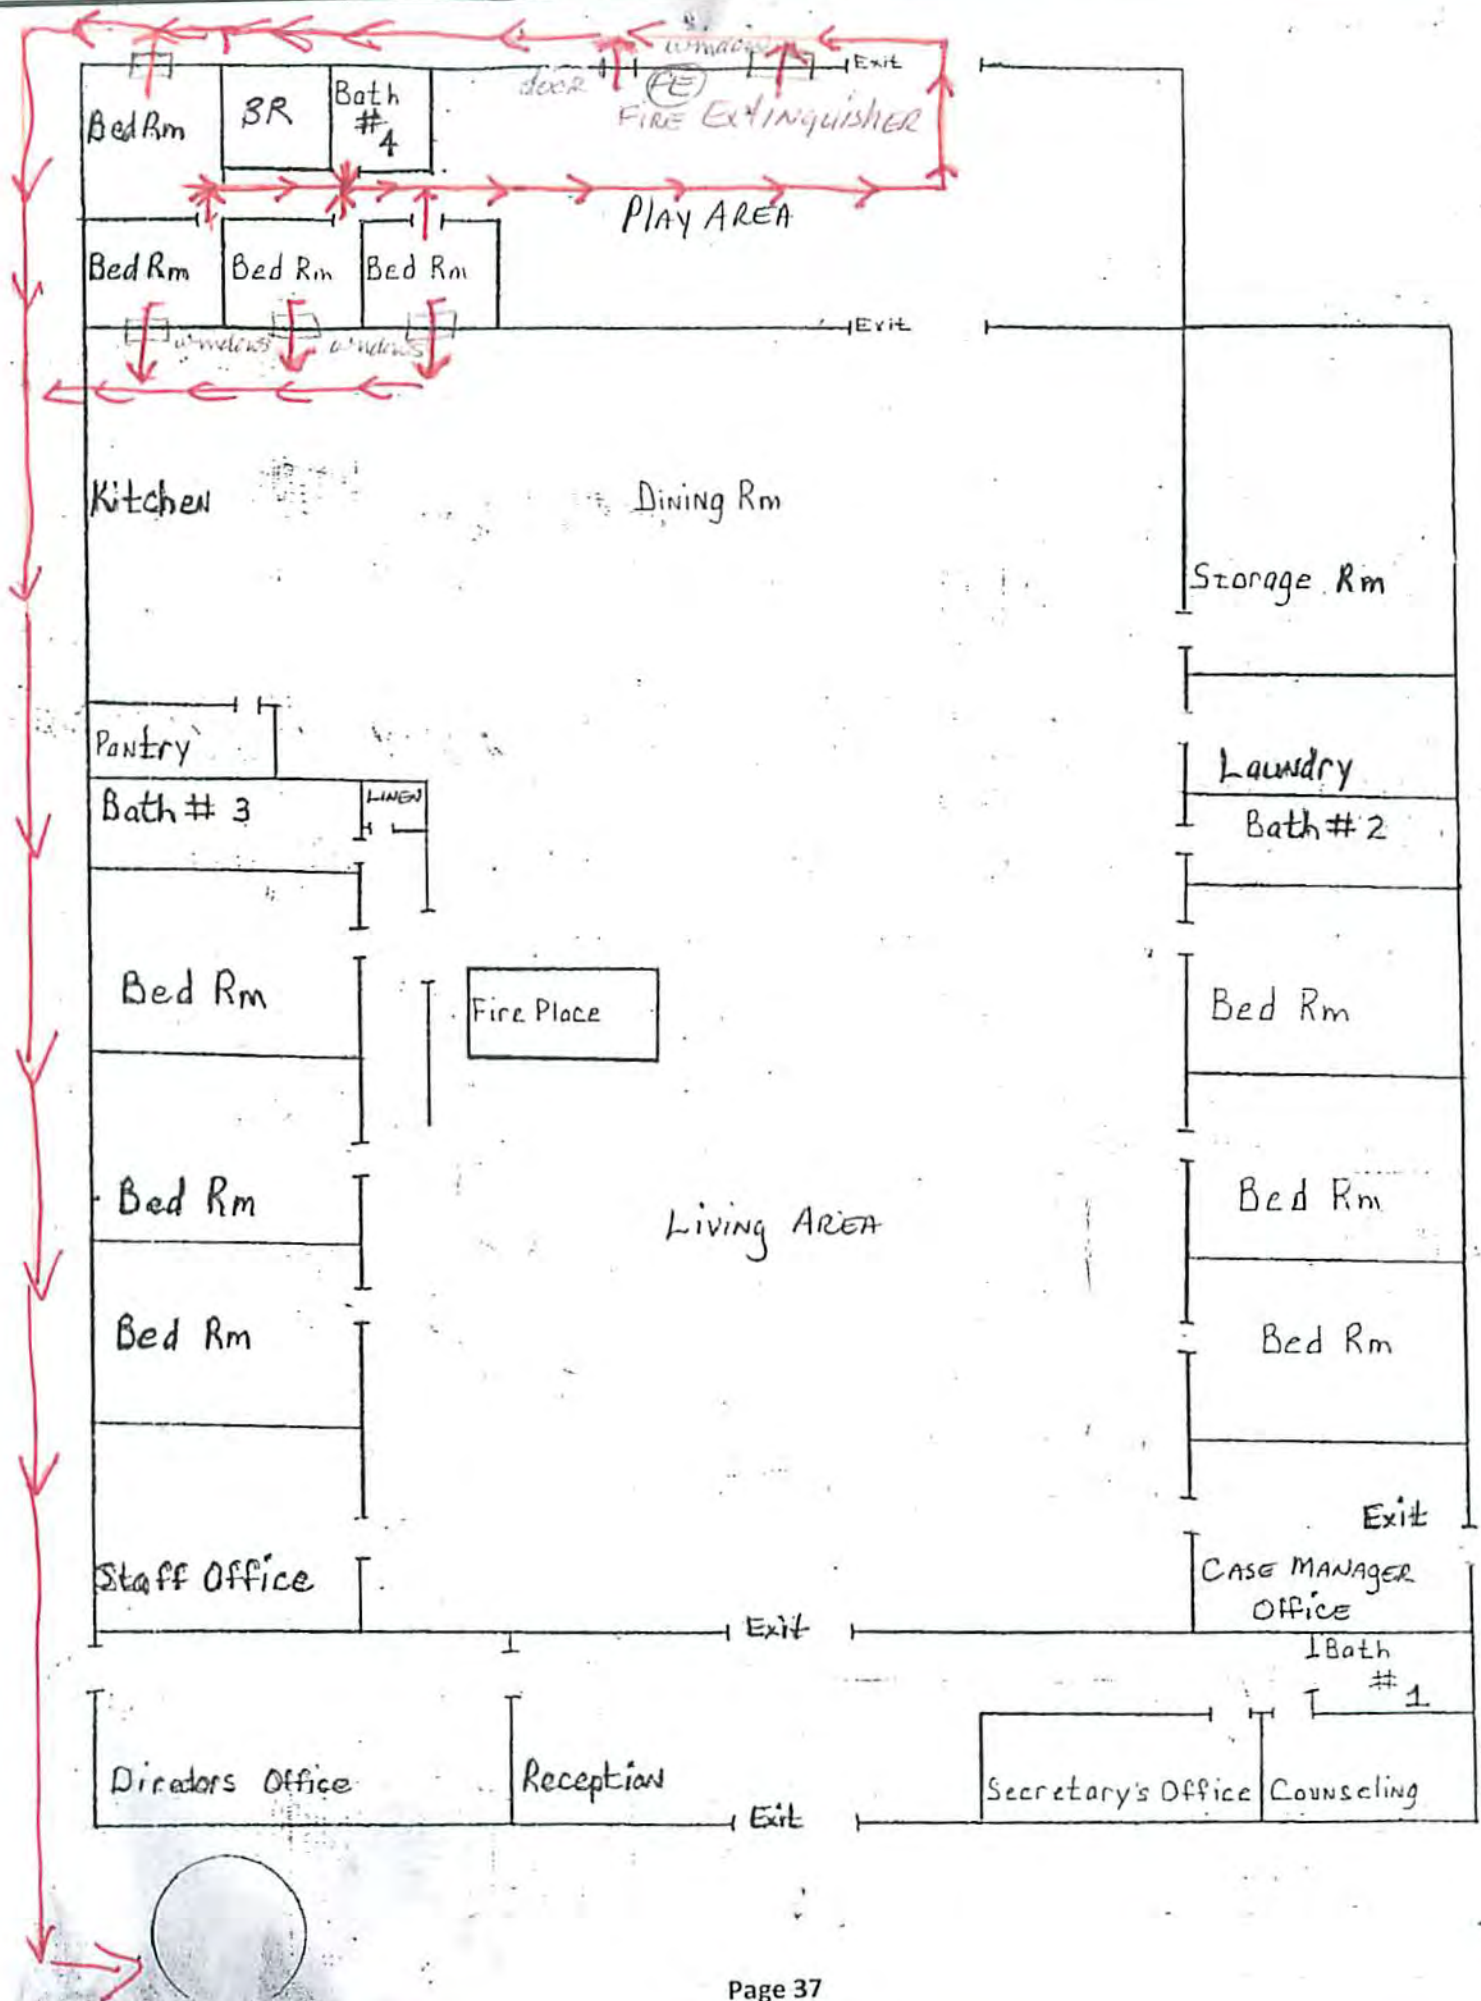 windows
door
FE
Exit
FIRE ExtINquisHER
Bed Rm
BR
Bath
#
4
PlAY AREA
Bed Rm
Bed Rm
Bed Rm
windows
windows
Exit
Kitchen
Dining Rm
Storage Rm
Pantry
Laundry
Bath # 3
LINEN
Bath # 2
Bed Rm
Fire Place
Bed Rm
Bed Rm
Living AREA
Bed Rm
Bed Rm
Bed Rm
Exit
Staff Office
CASE MANAgER
OffiCE
Exit
Bath
#
1
Directors Office
Reception
Secretary's Office
Counseling
Exit
Page 37